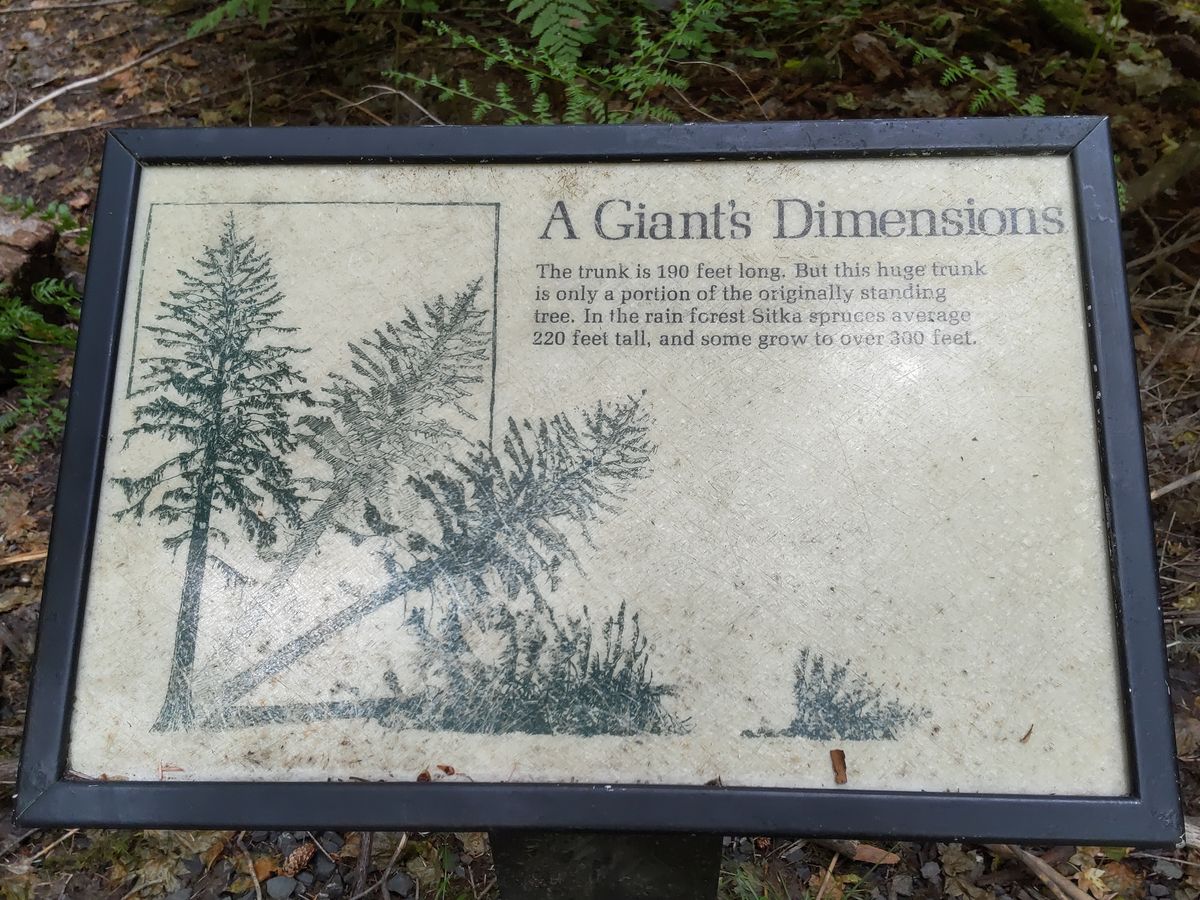 A Giant's Dimensions
The trunk is 190 feet long. But this huge trunk
is only a portion of the originally standing
tree. In the rain forest Sitka spruces average
220 feet tall, and some grow to over 300 feet.